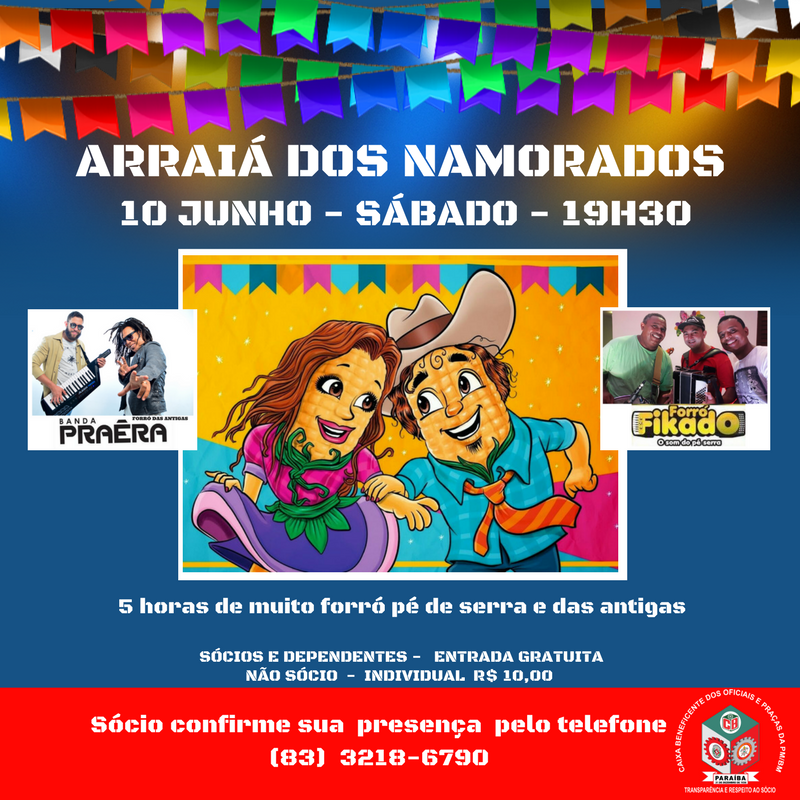 ARRAIÁ DOS NAMORADOS
10 JUNHO - SÁBADO - 19H30
FORRÓ DAS ANTIGAS
BANDA
PRAÊRA
Forró
Fikado
O som do pé serra
5 horas de muito forró pé de serra e das antigas
SÓCIOS E DEPENDENTES - ENTRADA GRATUITA
NÃO SÓCIO - INDIVIDUAL R$ 10,00
Sócio confirme sua presença pelo telefone
(83) 3218-6790
CAIXA BENEFICENTE DOS OFICIAIS E PRAÇAS DA PM/BM
CB
PARAÍBA
TRANSPARÊNCIA E RESPEITO AO SÓCIO